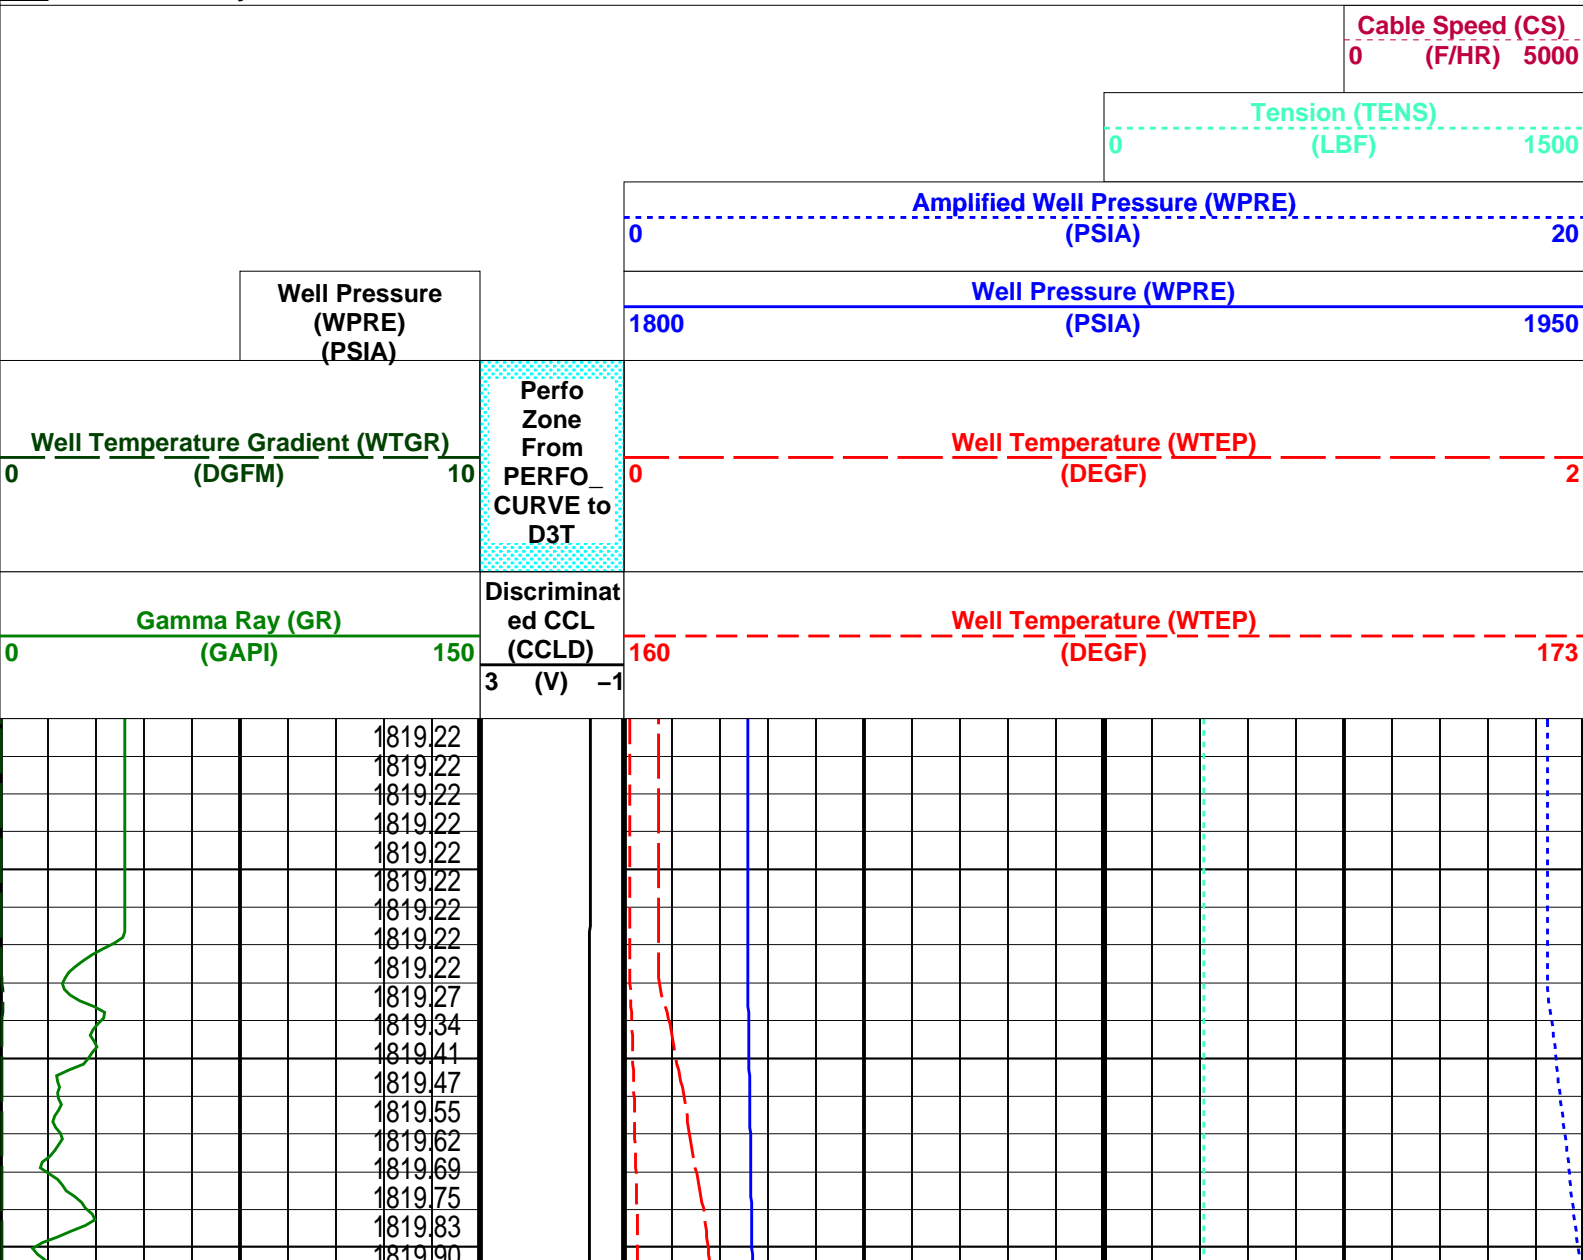 Cable Speed (CS)
0 (F/HR) 5000
Tension (TENS)
0 (LBF) 1500
Amplified Well Pressure (WPRE)
0 (PSIA) 20
Well Pressure
(WPRE)
(PSIA)
Well Pressure (WPRE)
1800 (PSIA) 1950
Well Temperature Gradient (WTGR)
0 (DGFM) 10
Perfo
Zone
From
PERFO_
CURVE to
D3T
Well Temperature (WTEP)
0 (DEGF) 2
Gamma Ray (GR)
0 (GAPI) 150
Discriminat
ed CCL
(CCLD)
3 (V) −1
Well Temperature (WTEP)
160 (DEGF) 173
1819.22
1819.22
1819.22
1819.22
1819.22
1819.22
1819.22
1819.22
1819.22
1819.27
1819.34
1819.41
1819.47
1819.55
1819.62
1819.69
1819.75
1819.83
1819.90